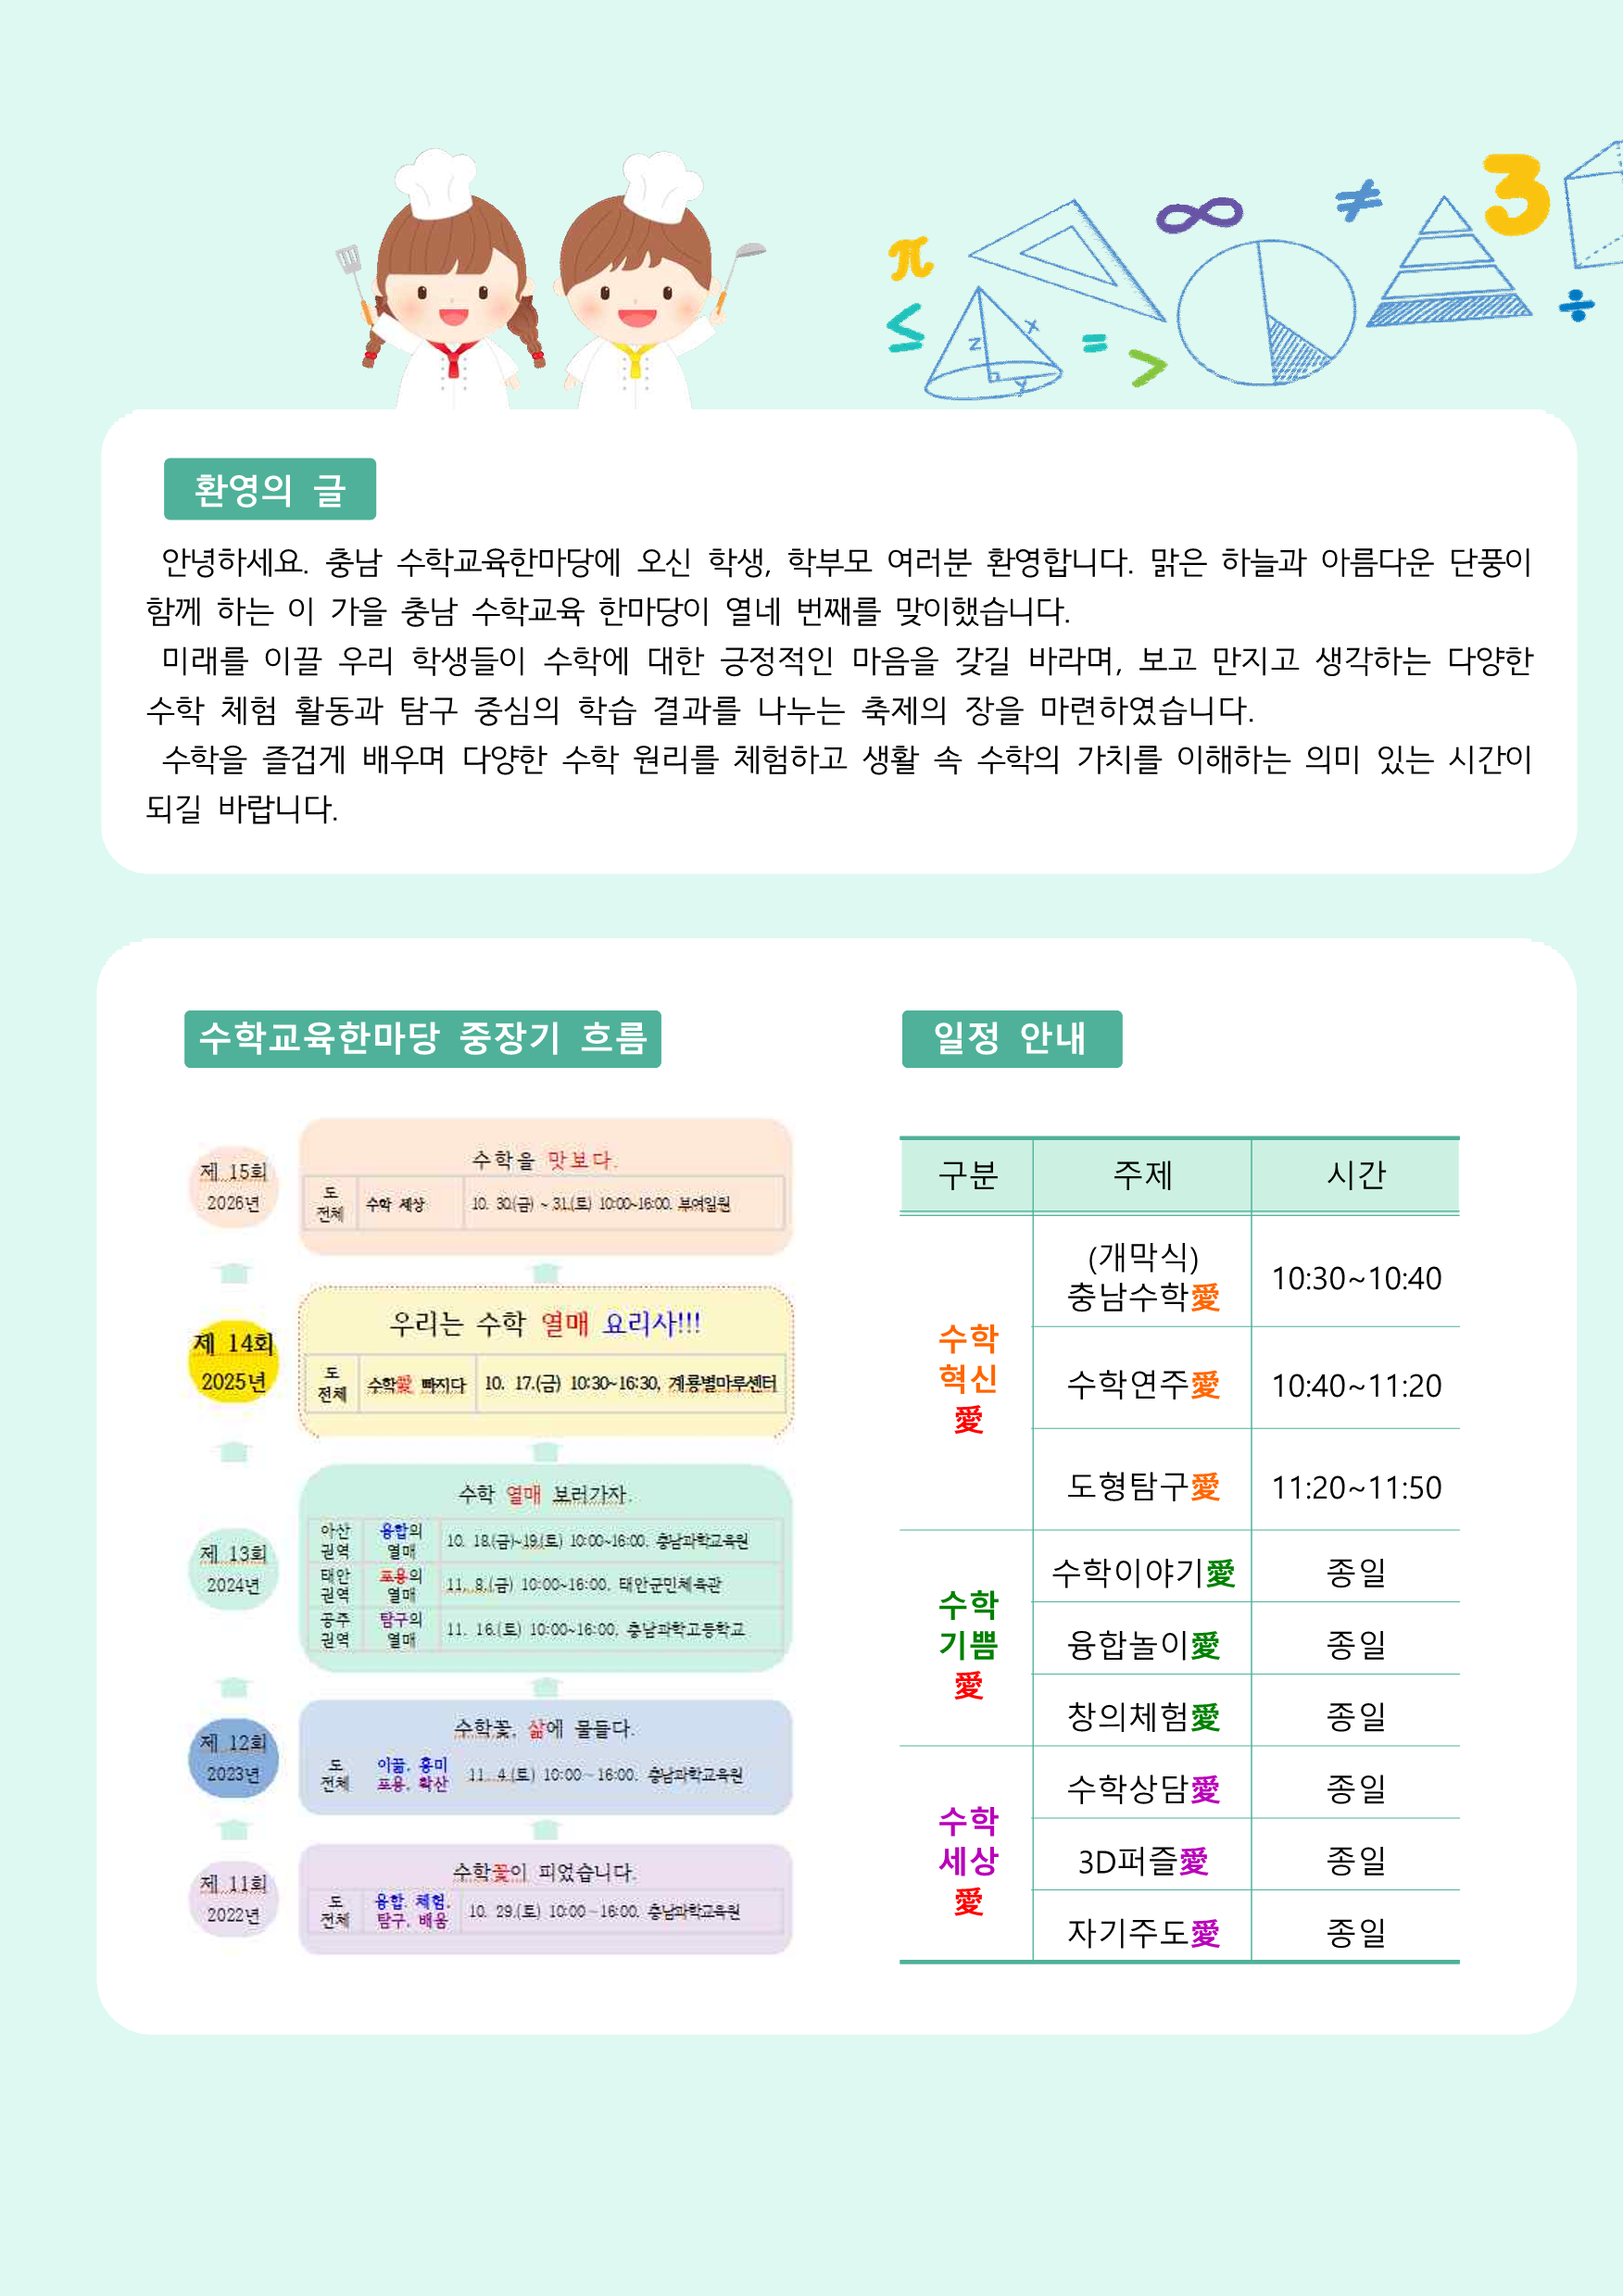 π ∞ ≠ 3
≤ z x y = > ÷
환영의 글
안녕하세요. 충남 수학교육한마당에 오신 학생, 학부모 여러분 환영합니다. 맑은 하늘과 아름다운 단풍이
함께 하는 이 가을 충남 수학교육 한마당이 열네 번째를 맞이했습니다.
미래를 이끌 우리 학생들이 수학에 대한 긍정적인 마음을 갖길 바라며, 보고 만지고 생각하는 다양한
수학 체험 활동과 탐구 중심의 학습 결과를 나누는 축제의 장을 마련하였습니다.
수학을 즐겁게 배우며 다양한 수학 원리를 체험하고 생활 속 수학의 가치를 이해하는 의미 있는 시간이
되길 바랍니다.
수학교육한마당 중장기 흐름
제 15회
2026년
수학을 맛보다.
도
전체
수학 세상
10. 30.(금) ~ 31.(토) 10:00~16:00. 부여일원
제 14회
2025년
우리는 수학 열매 요리사!!!
도
전체
수학愛 빠지다
10. 17.(금) 10:30~16:30, 계룡별마루센터
제 13회
2024년
수학 열매 보러가자.
아산
권역
융합의
열매
10. 18.(금)~19.(토) 10:00~16:00. 충남과학교육원
태안
권역
포용의
열매
11. 8.(금) 10:00~16:00. 태안군민체육관
공주
권역
탐구의
열매
11. 16.(토) 10:00~16:00. 충남과학고등학교
제 12회
2023년
수학꽃, 삶에 물들다.
도
전체
이끎, 흥미
포용, 확산
11. 4.(토) 10:00~16:00. 충남과학교육원
제 11회
2022년
수학꽃이 피었습니다.
도
전체
융합, 체험,
탐구, 배움
10. 29.(토) 10:00~16:00. 충남과학교육원
일정 안내
구분 주제 시간
수학
혁신
愛
(개막식)
충남수학愛
10:30~10:40
수학연주愛 10:40~11:20
도형탐구愛 11:20~11:50
수학
기쁨
愛
수학이야기愛 종일
융합놀이愛 종일
창의체험愛 종일
수학
세상
愛
수학상담愛 종일
3D퍼즐愛 종일
자기주도愛 종일